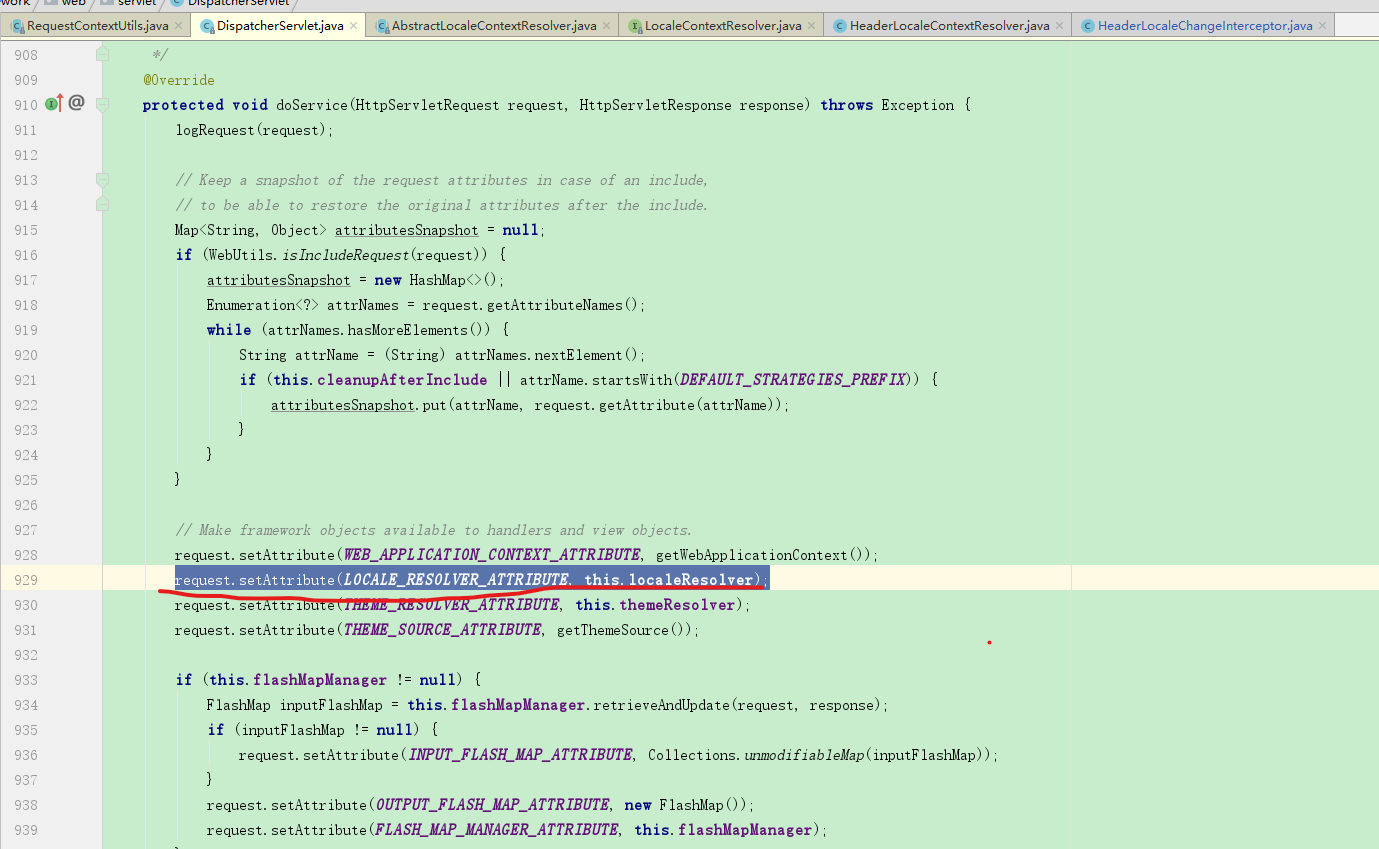 work web servlet DispatcherServlet
RequestContextUtils.java × DispatcherServlet.java × AbstractLocaleContextResolver.java × LocaleContextResolver.java × HeaderLocaleContextResolver.java × HeaderLocaleChangeInterceptor.java ×
908 */
909 @Override
910 @ protected void doService(HttpServletRequest request, HttpServletResponse response) throws Exception {
911 logRequest(request);
912
913 // Keep a snapshot of the request attributes in case of an include,
914 // to be able to restore the original attributes after the include.
915 Map<String, Object> attributesSnapshot = null;
916 if (WebUtils.isIncludeRequest(request)) {
917 attributesSnapshot = new HashMap<>();
918 Enumeration<?> attrNames = request.getAttributeNames();
919 while (attrNames.hasMoreElements()) {
920 String attrName = (String) attrNames.nextElement();
921 if (this.cleanupAfterInclude || attrName.startsWith(DEFAULT_STRATEGIES_PREFIX)) {
922 attributesSnapshot.put(attrName, request.getAttribute(attrName));
923 }
924 }
925 }
926
927 // Make framework objects available to handlers and view objects.
928 request.setAttribute(WEB_APPLICATION_CONTEXT_ATTRIBUTE, getWebApplicationContext());
929 request.setAttribute(LOCALE_RESOLVER_ATTRIBUTE, this.localeResolver);
930 request.setAttribute(THEME_RESOLVER_ATTRIBUTE, this.themeResolver);
931 request.setAttribute(THEME_SOURCE_ATTRIBUTE, getThemeSource());
932
933 if (this.flashMapManager != null) {
934 FlashMap inputFlashMap = this.flashMapManager.retrieveAndUpdate(request, response);
935 if (inputFlashMap != null) {
936 request.setAttribute(INPUT_FLASH_MAP_ATTRIBUTE, Collections.unmodifiableMap(inputFlashMap));
937 }
938 request.setAttribute(OUTPUT_FLASH_MAP_ATTRIBUTE, new FlashMap());
939 request.setAttribute(FLASH_MAP_MANAGER_ATTRIBUTE, this.flashMapManager);